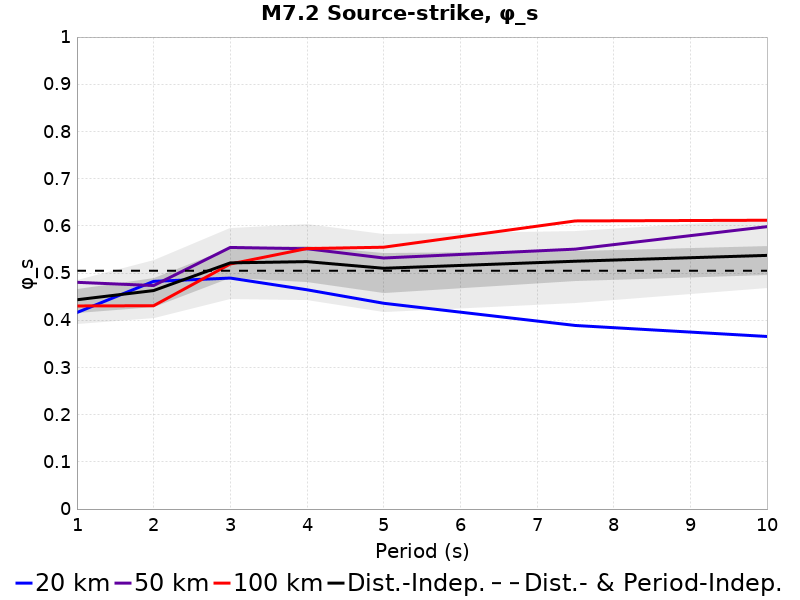 M7.2 Source-strike, φ_s
1
0.9
0.8
0.7
0.6
0.5
0.4
0.3
0.2
0.1
0
φ_s
1 2 3 4 5 6 7 8 9 10
Period (s)
20 km 50 km 100 km Dist.-Indep. Dist.- & Period-Indep.